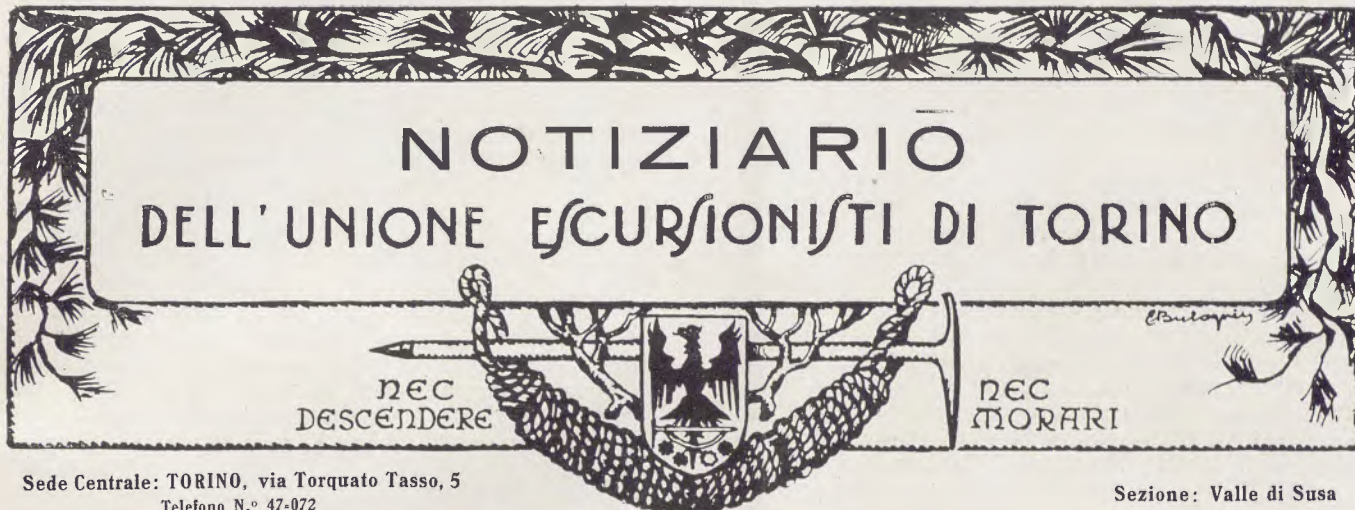 NOTIZIARIO
DELL' UNIONE ESCURSIONISTI DI TORINO
NEC
DESCENDERE
NEC
MORARI
TO
Sede Centrale: TORINO, via Torquato Tasso, 5
Telefono N.º 47=072
Sezione: Valle di Susa